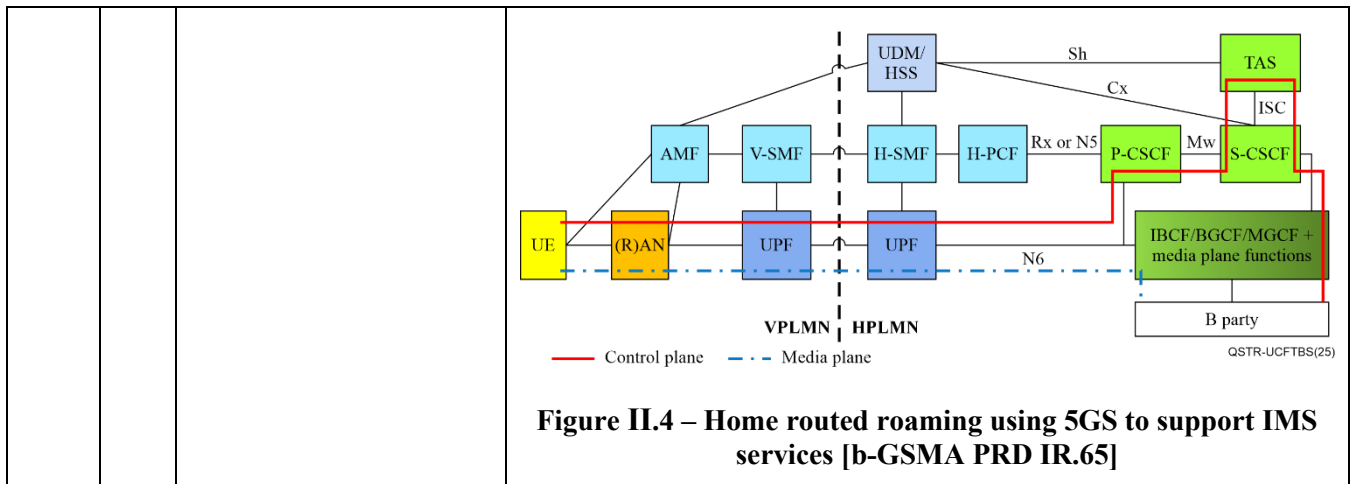 UDM/
HSS
Sh
TAS
Cx
ISC
AMF
V-SMF
H-SMF
H-PCF
Rx or N5
P-CSCF
Mw
S-CSCF
UE
(R)AN
UPF
UPF
N6
IBCF/BGCF/MGCF +
media plane functions
B party
VPLMN
HPLMN
Control plane
Media plane
QSTR-UCFTBS(25)
Figure II.4 – Home routed roaming using 5GS to support IMS
services [b-GSMA PRD IR.65]